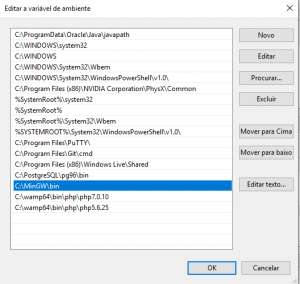 Editar a variável de ambiente
C:\ProgramData\Oracle\Java\javapath
C:\WINDOWS\system32
C:\WINDOWS
C:\WINDOWS\System32\Wbem
C:\WINDOWS\System32\WindowsPowerShell\v1.0\
C:\Program Files (x86)\NVIDIA Corporation\PhysX\Common
%SystemRoot%\system32
%SystemRoot%
%SystemRoot%\System32\Wbem
%SYSTEMROOT%\System32\WindowsPowerShell\v1.0\
C:\Program Files\PuTTY\
C:\Program Files\Git\cmd
C:\Program Files (x86)\Windows Live\Shared
C:\PostgreSQL\pg96\bin
C:\MinGW\bin
C:\wamp64\bin\php\php7.0.10
C:\wamp64\bin\php\php5.6.25
Novo
Editar
Procurar...
Excluir
Mover para Cima
Mover para baixo
Editar texto...
OK
Cancelar